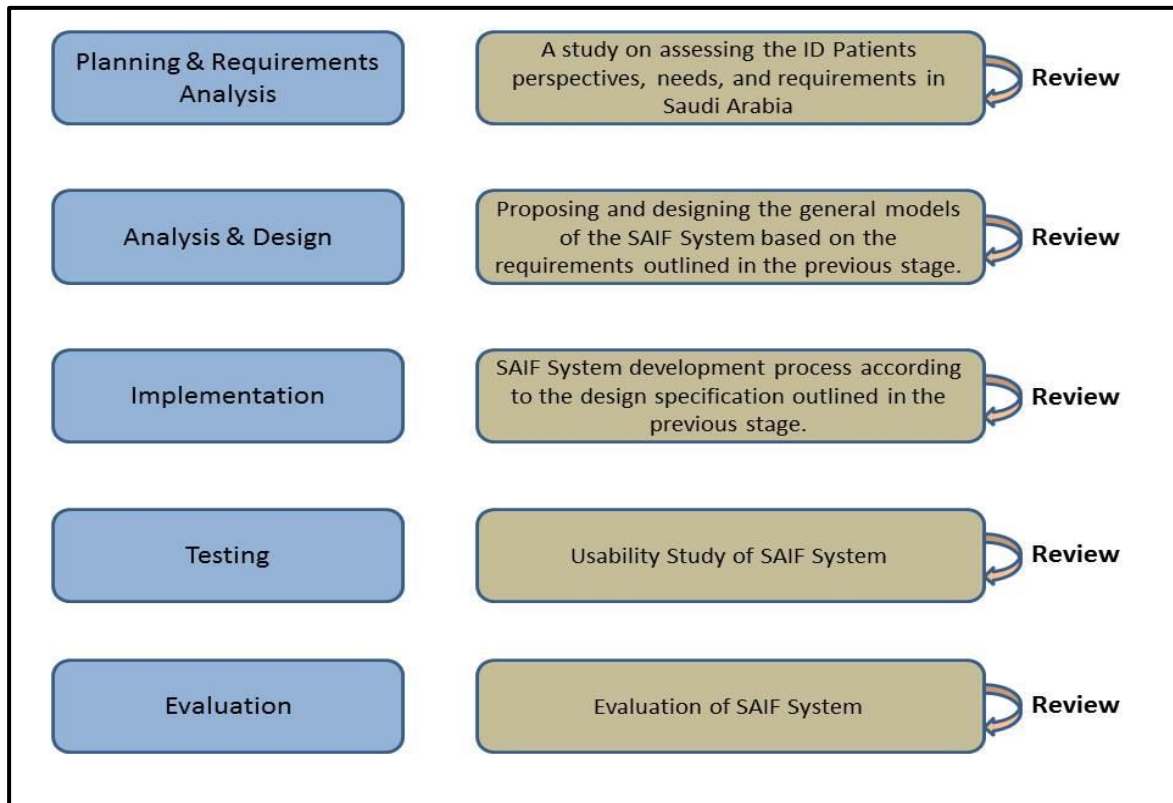 Planning & Requirements
Analysis
A study on assessing the ID Patients
perspectives, needs, and requirements in
Saudi Arabia
Review
Analysis & Design
Proposing and designing the general models
of the SAIF System based on the
requirements outlined in the previous stage.
Review
Implementation
SAIF System development process according
to the design specification outlined in the
previous stage.
Review
Testing
Usability Study of SAIF System
Review
Evaluation
Evaluation of SAIF System
Review